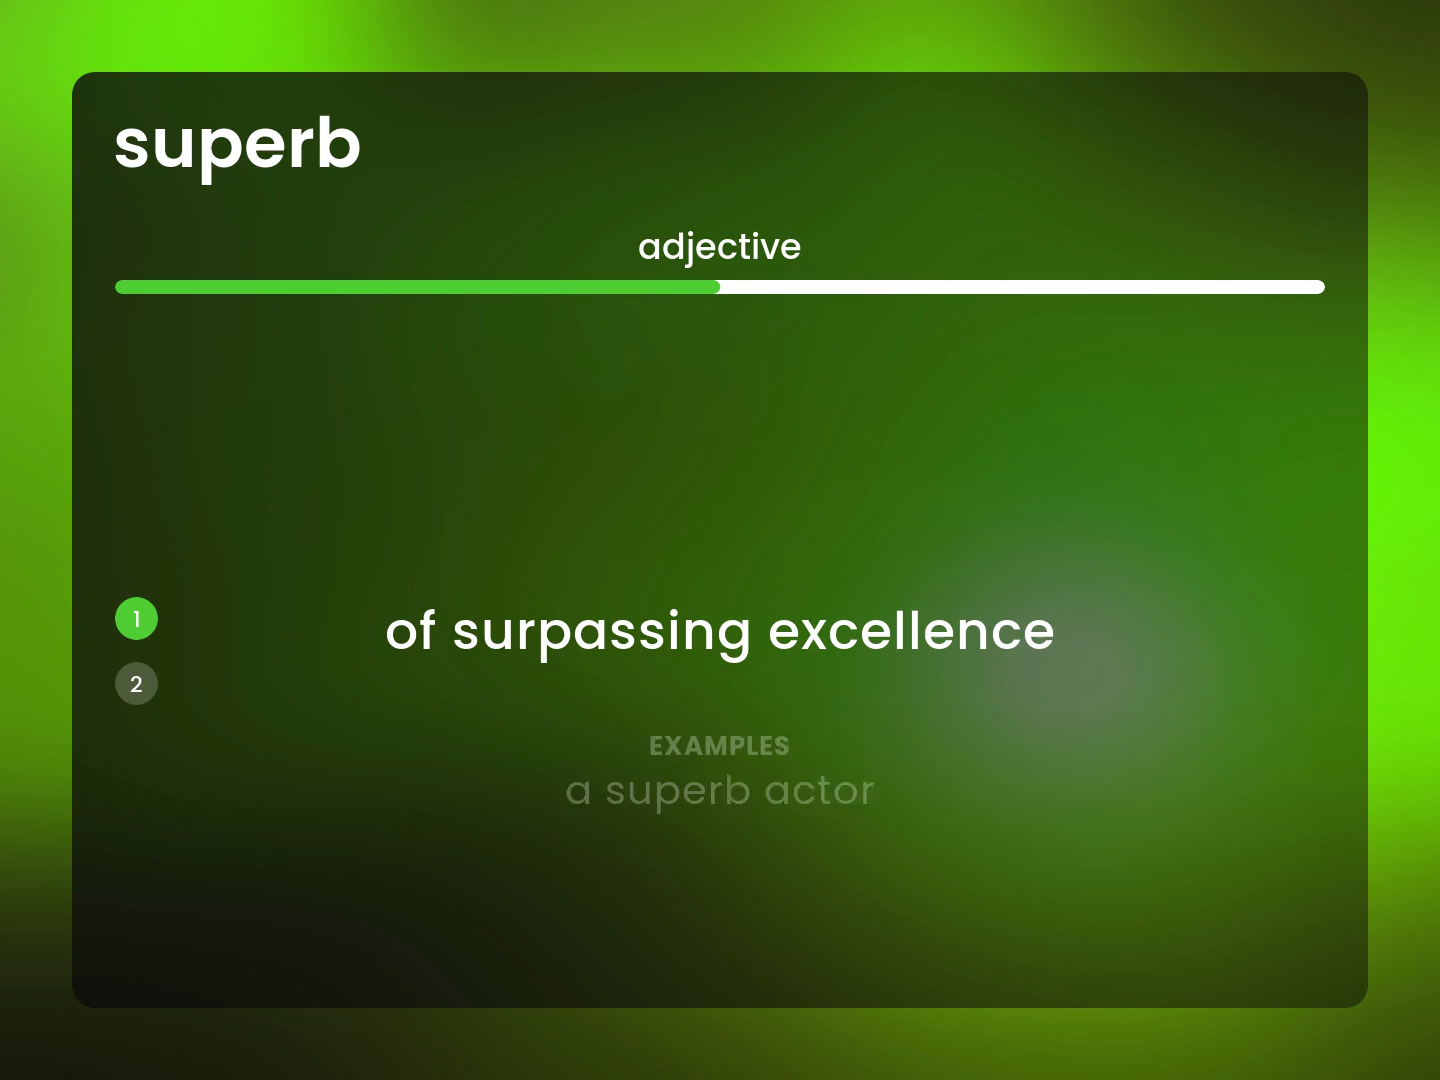 superb
adjective
1
of surpassing excellence
2
EXAMPLES
a superb actor